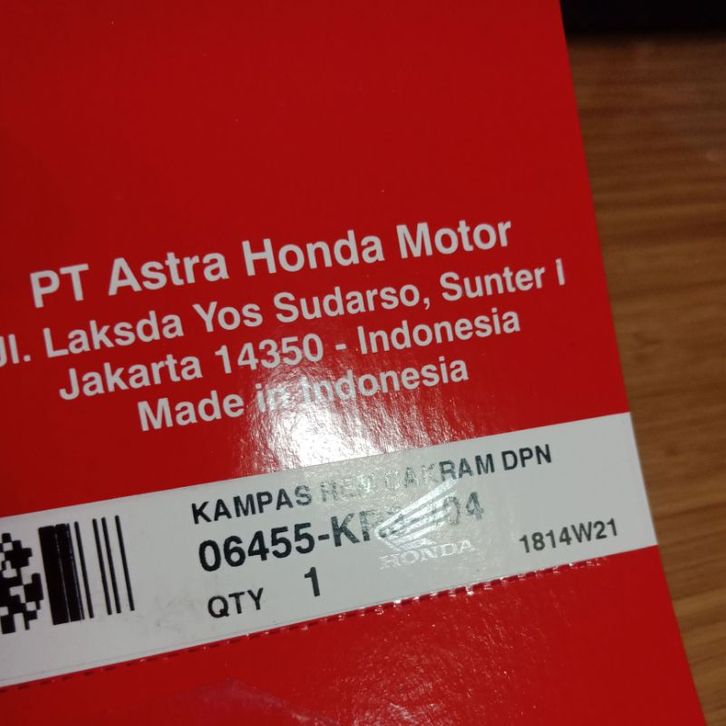 PT Astra Honda Motor
Jl. Laksda Yos Sudarso, Sunter I
Jakarta 14350 - Indonesia
Made in Indonesia
KAMPAS REM CAKRAM DPN
HONDA
1814W21
QTY 1